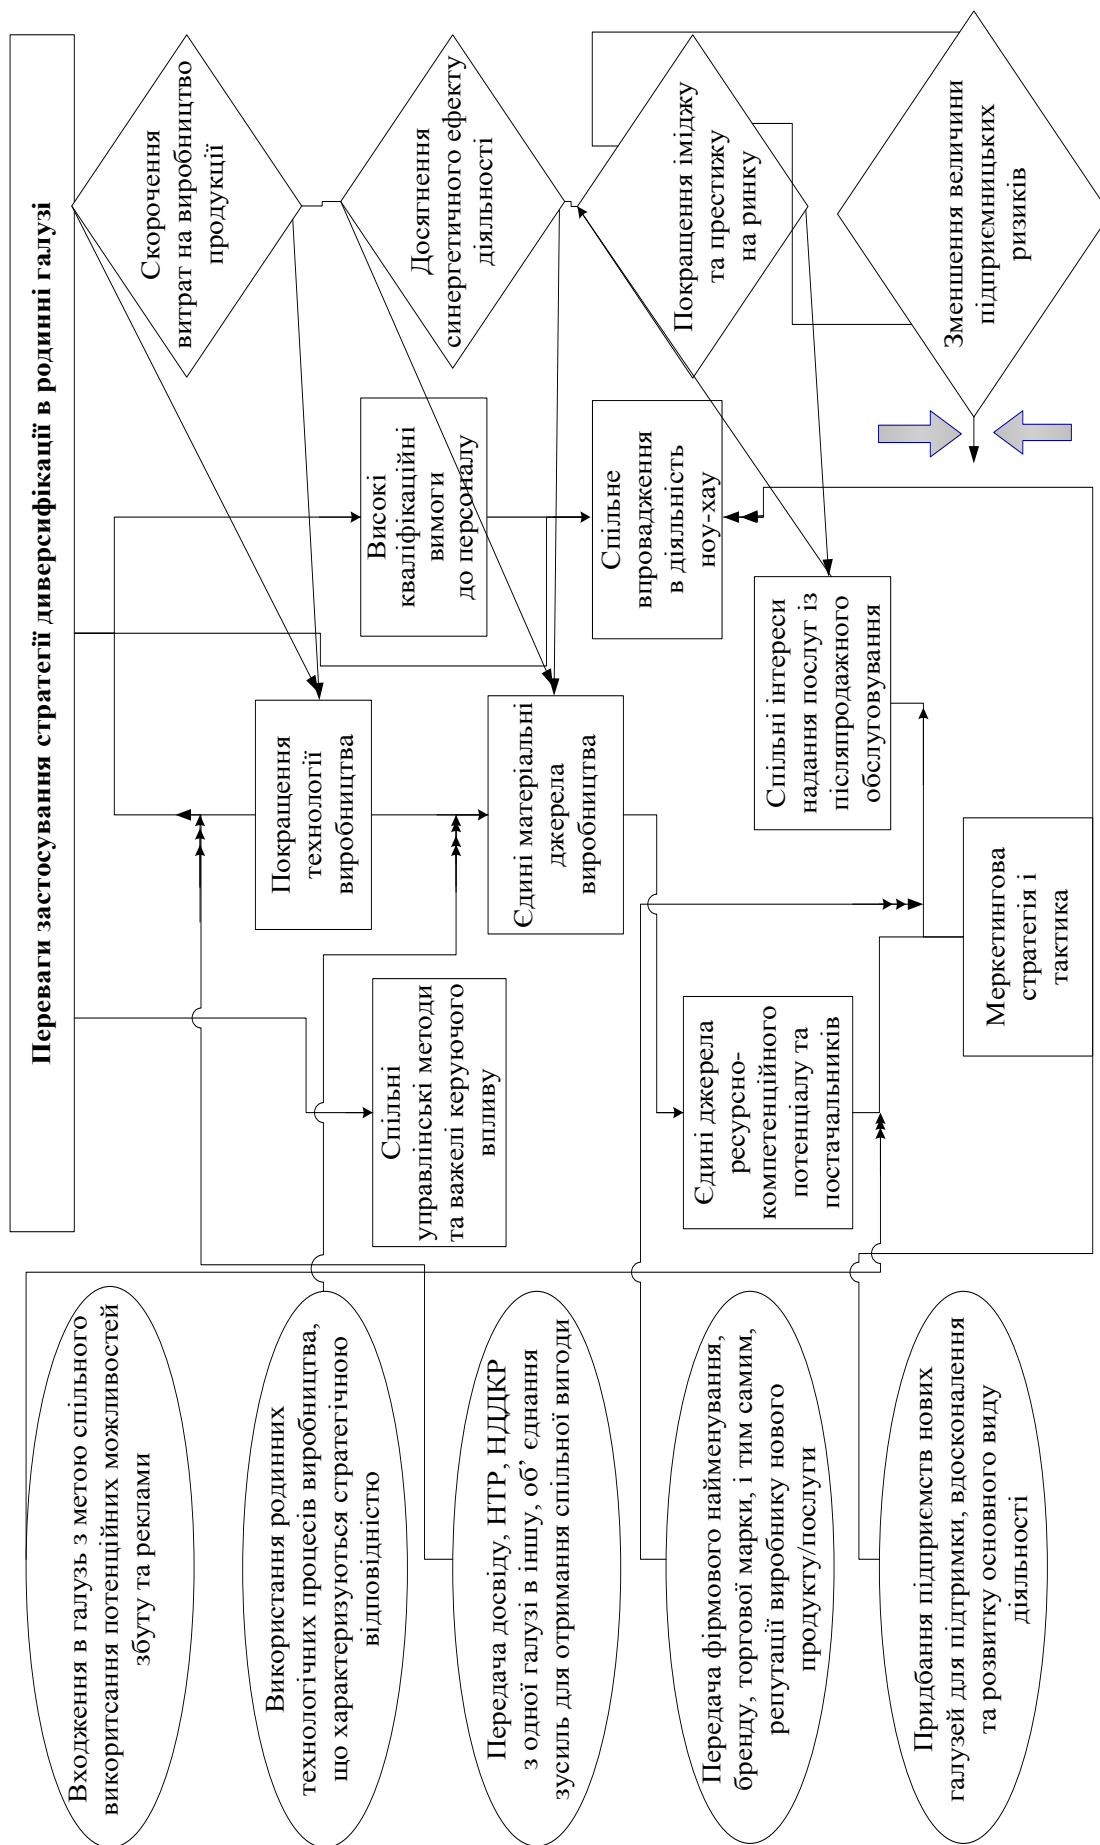 Переваги застосування стратегії диверсифікації в родинні галузі
Входження в галузь з метою спільного
використання потенційних можливостей
збуту та реклами
Використання родинних
технологічних процесів виробництва,
що характеризуються стратегічною
відповідністю
Передача досвіду, НТР, НДДКР
з одної галузі в іншу, об’ єднання
зусиль для отримання спільної вигоди
Передача фірмового найменування,
бренду, торгової марки, і тим самим,
репутації виробнику нового
продукту/послуги
Придбання підприємств нових
галузей для підтримки, вдосконалення
та розвитку основного виду
діяльності
Спільні
управлінські методи
та важелі керуючого
впливу
Єдині джерела
ресурсно-
компетенційного
потенціалу та
постачальників
Меркетингова
стратегія і
тактика
Покращення
технології
виробництва
Єдині матеріальні
джерела
виробництва
Спільні інтереси
надання послуг із
післяпродажного
обслуговування
Високі
кваліфікаційні
вимоги
до персоналу
Спільне
впровадження
в діяльність
ноу-хау
Скорочення
витрат на виробництво
продукції
Досягнення
синергетичного ефекту
діяльності
Покращення іміджу
та престижу
на ринку
Зменшення величини
підприємницьких
ризиків